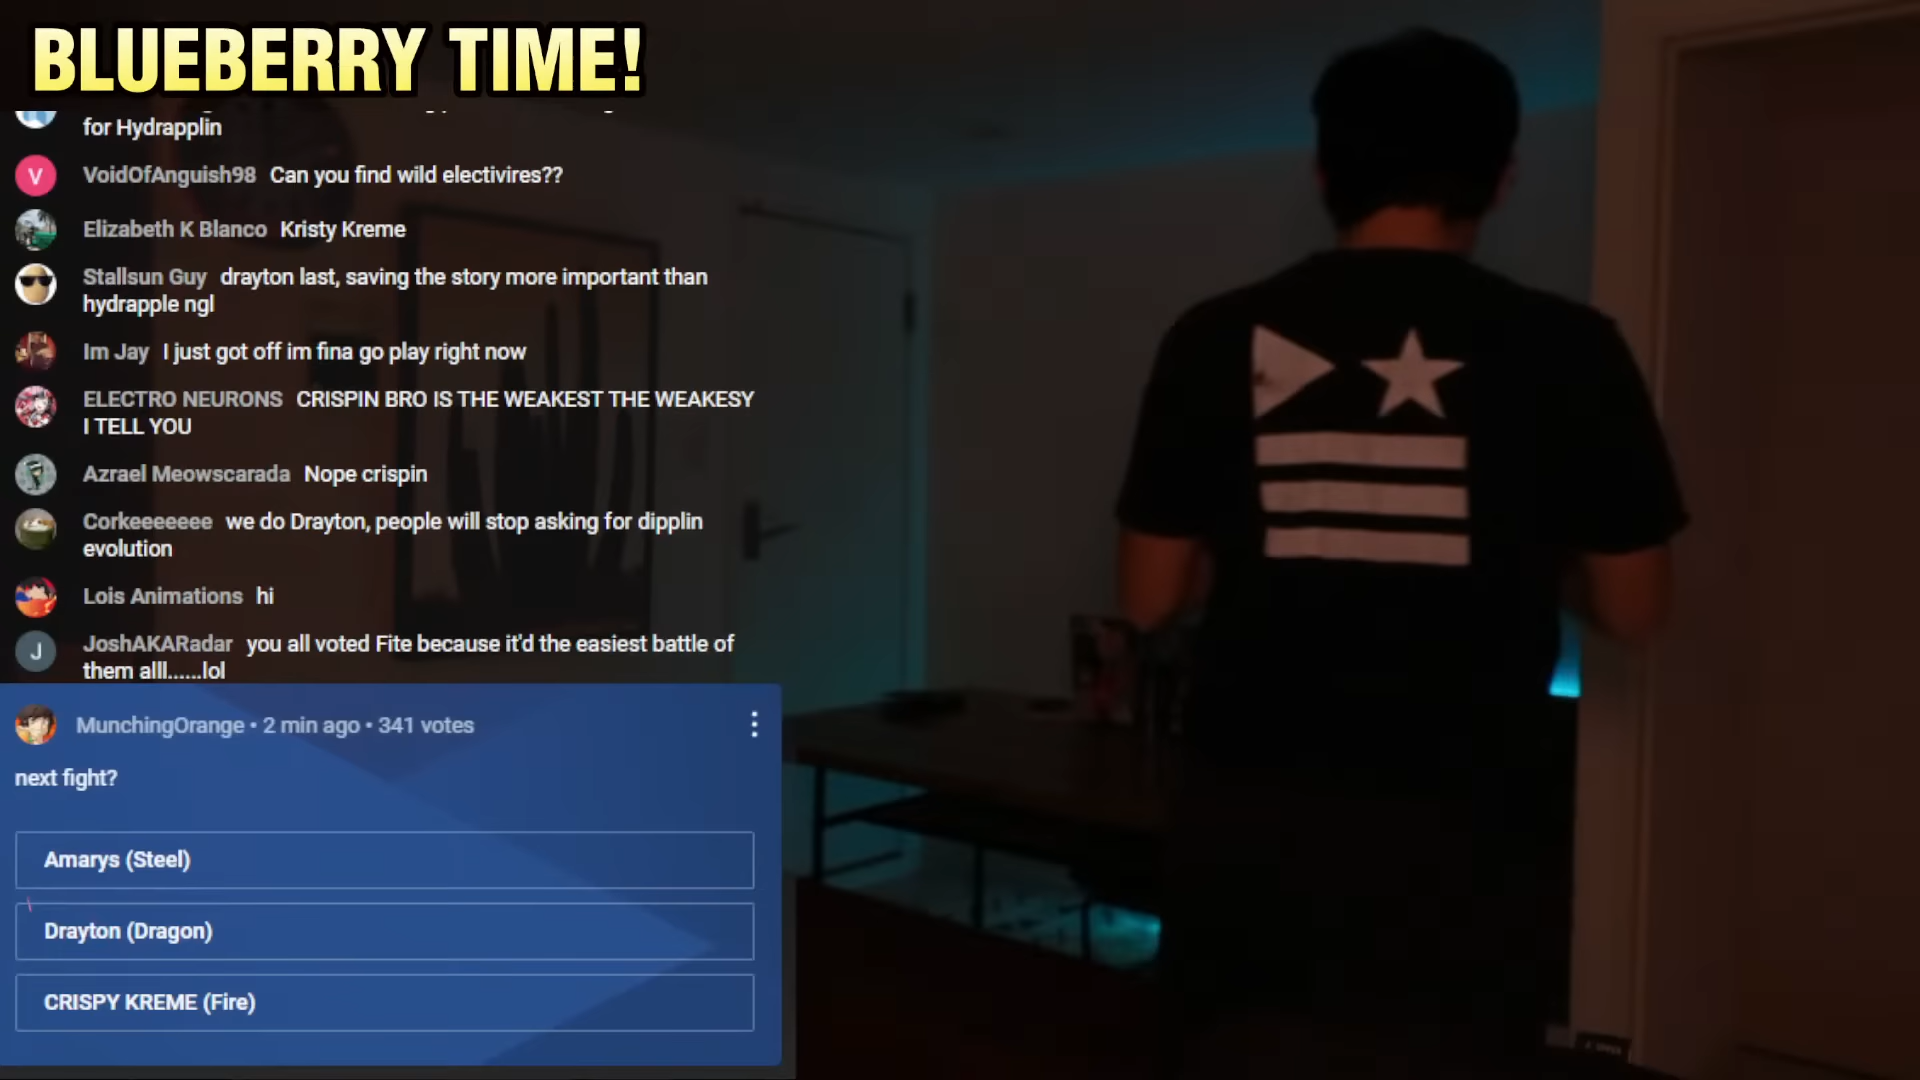 BLUEBERRY TIME!
for Hydrapplin
V VoidOfAnguish98 Can you find wild electivires??
Elizabeth K Blanco Kristy Kreme
Stallsun Guy drayton last, saving the story more important than
hydrapple ngl
Im Jay I just got off im fina go play right now
ELECTRO NEURONS CRISPIN BRO IS THE WEAKEST THE WEAKESY
I TELL YOU
Azrael Meowscarada Nope crispin
Corkeeeeeee we do Drayton, people will stop asking for dipplin
evolution
Lois Animations hi
J JoshAKARadar you all voted Fite because it'd the easiest battle of
them alll......lol
MunchingOrange • 2 min ago • 341 votes
next fight?
Amarys (Steel)
Drayton (Dragon)
CRISPY KREME (Fire)